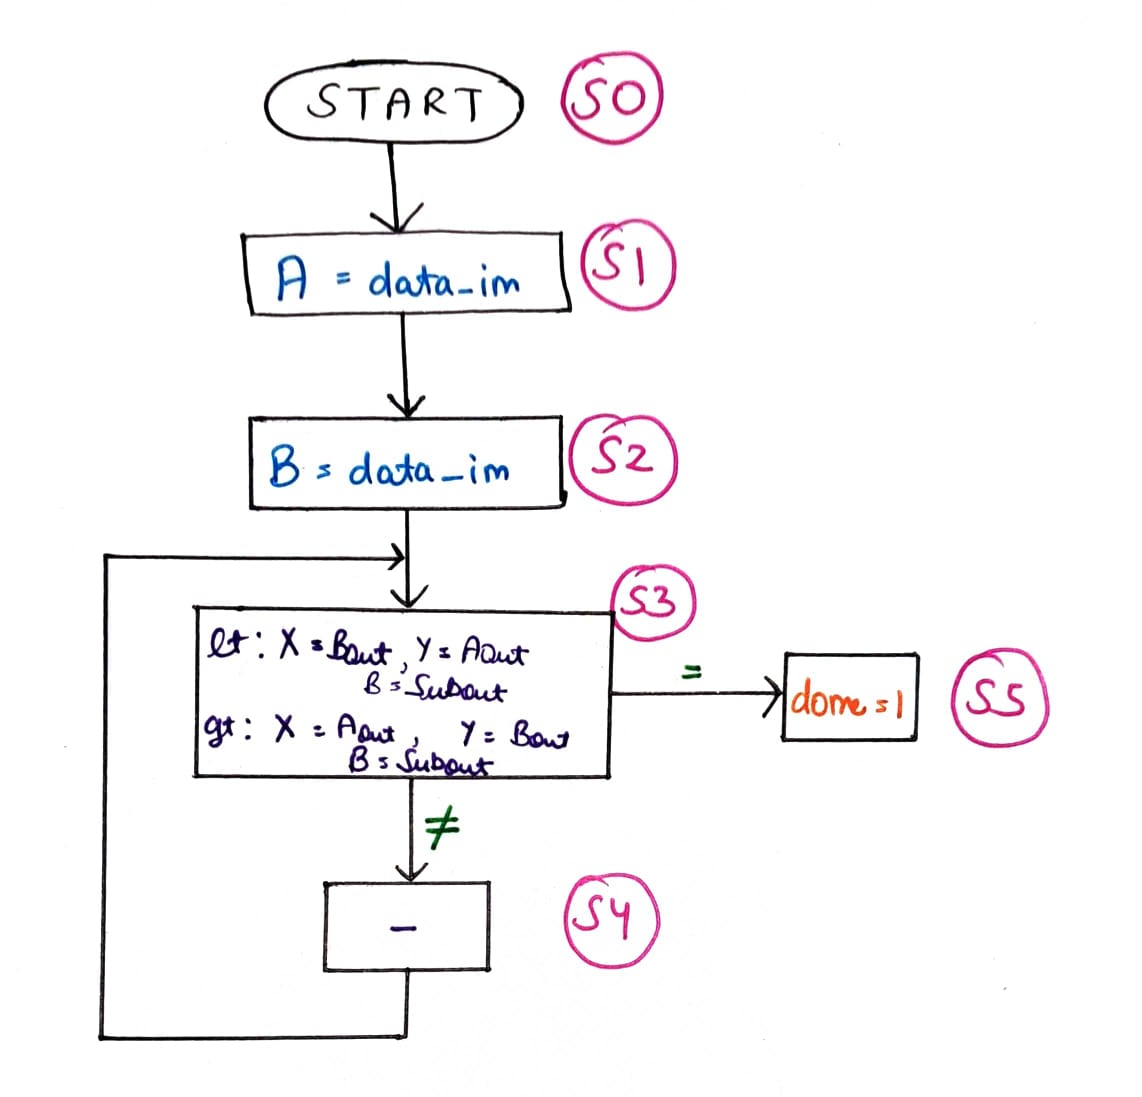 START
S0
A = data_in
S1
B = data_in
S2
S3
lt: X = Bout, Y = Aout
B = Subout
gt: X = Aout, Y = Bout
B = Subout
=
done = 1
S5
≠
-
S4